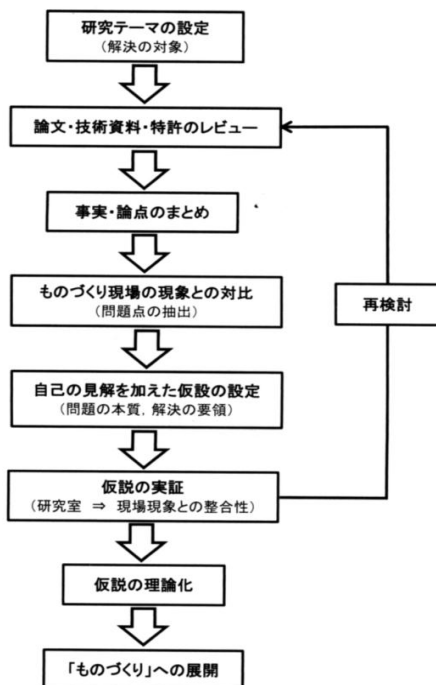 研究テーマの設定
(解決の対象)
論文・技術資料・特許のレビュー
事実・論点のまとめ
ものづくり現場の現象との対比
(問題点の抽出)
再検討
自己の見解を加えた仮設の設定
(問題の本質, 解決の要領)
仮説の実証
(研究室 ⇒ 現場現象との整合性)
仮説の理論化
「ものづくり」への展開